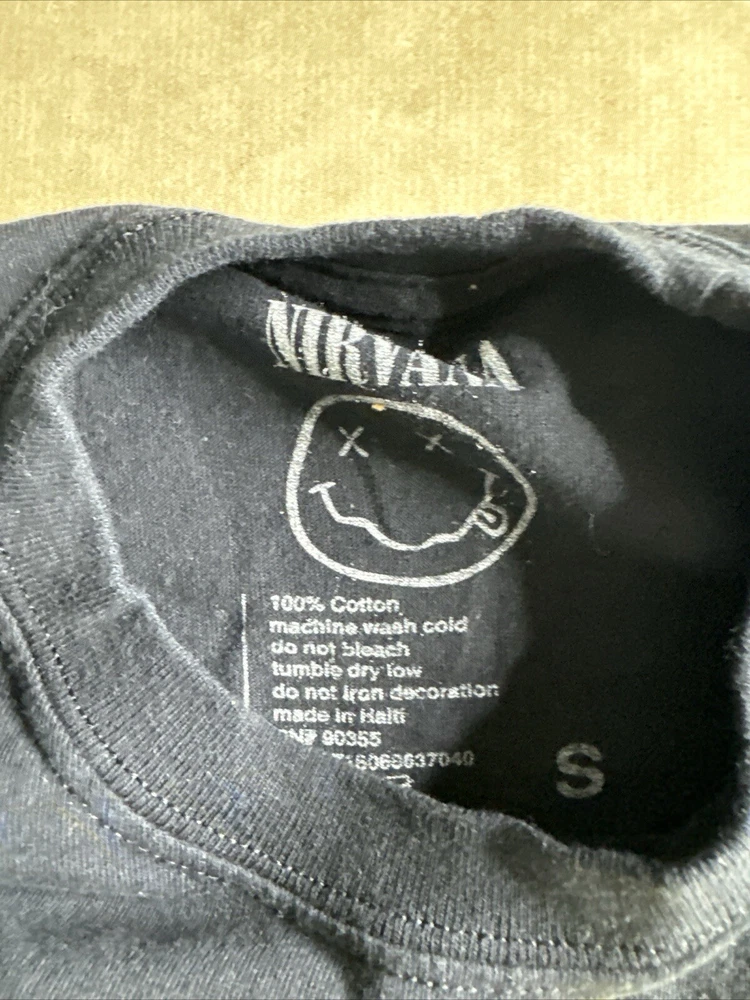 NIRVANA
100% Cotton
machine wash cold
do not bleach
tumble dry low
do not iron decoration
made in Haiti
90355
S